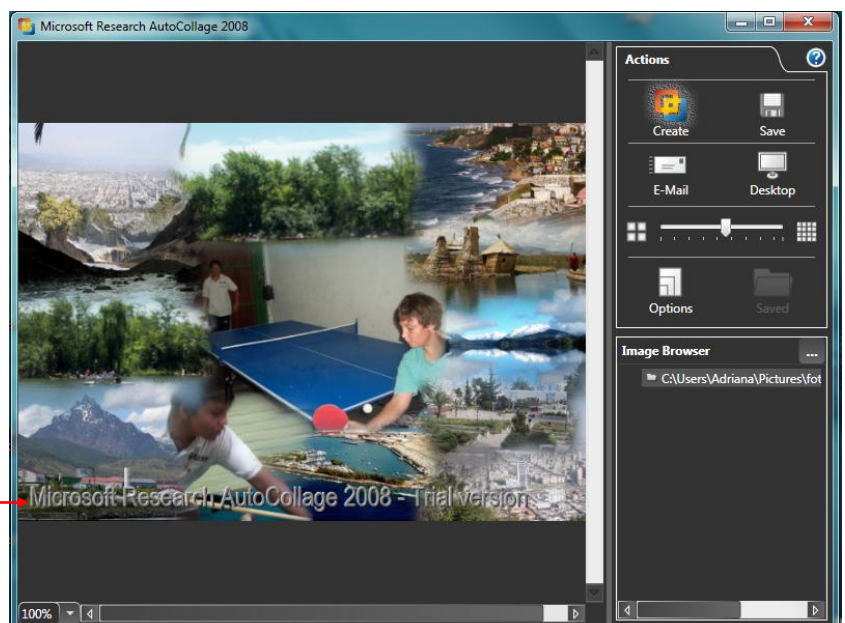 Microsoft Research AutoCollage 2008
Actions
Create
Save
E-Mail
Desktop
Options
Saved
Image Browser
...
C:\Users\Adriana\Pictures\fot
Microsoft Research AutoCollage 2008 - Trial version
100%